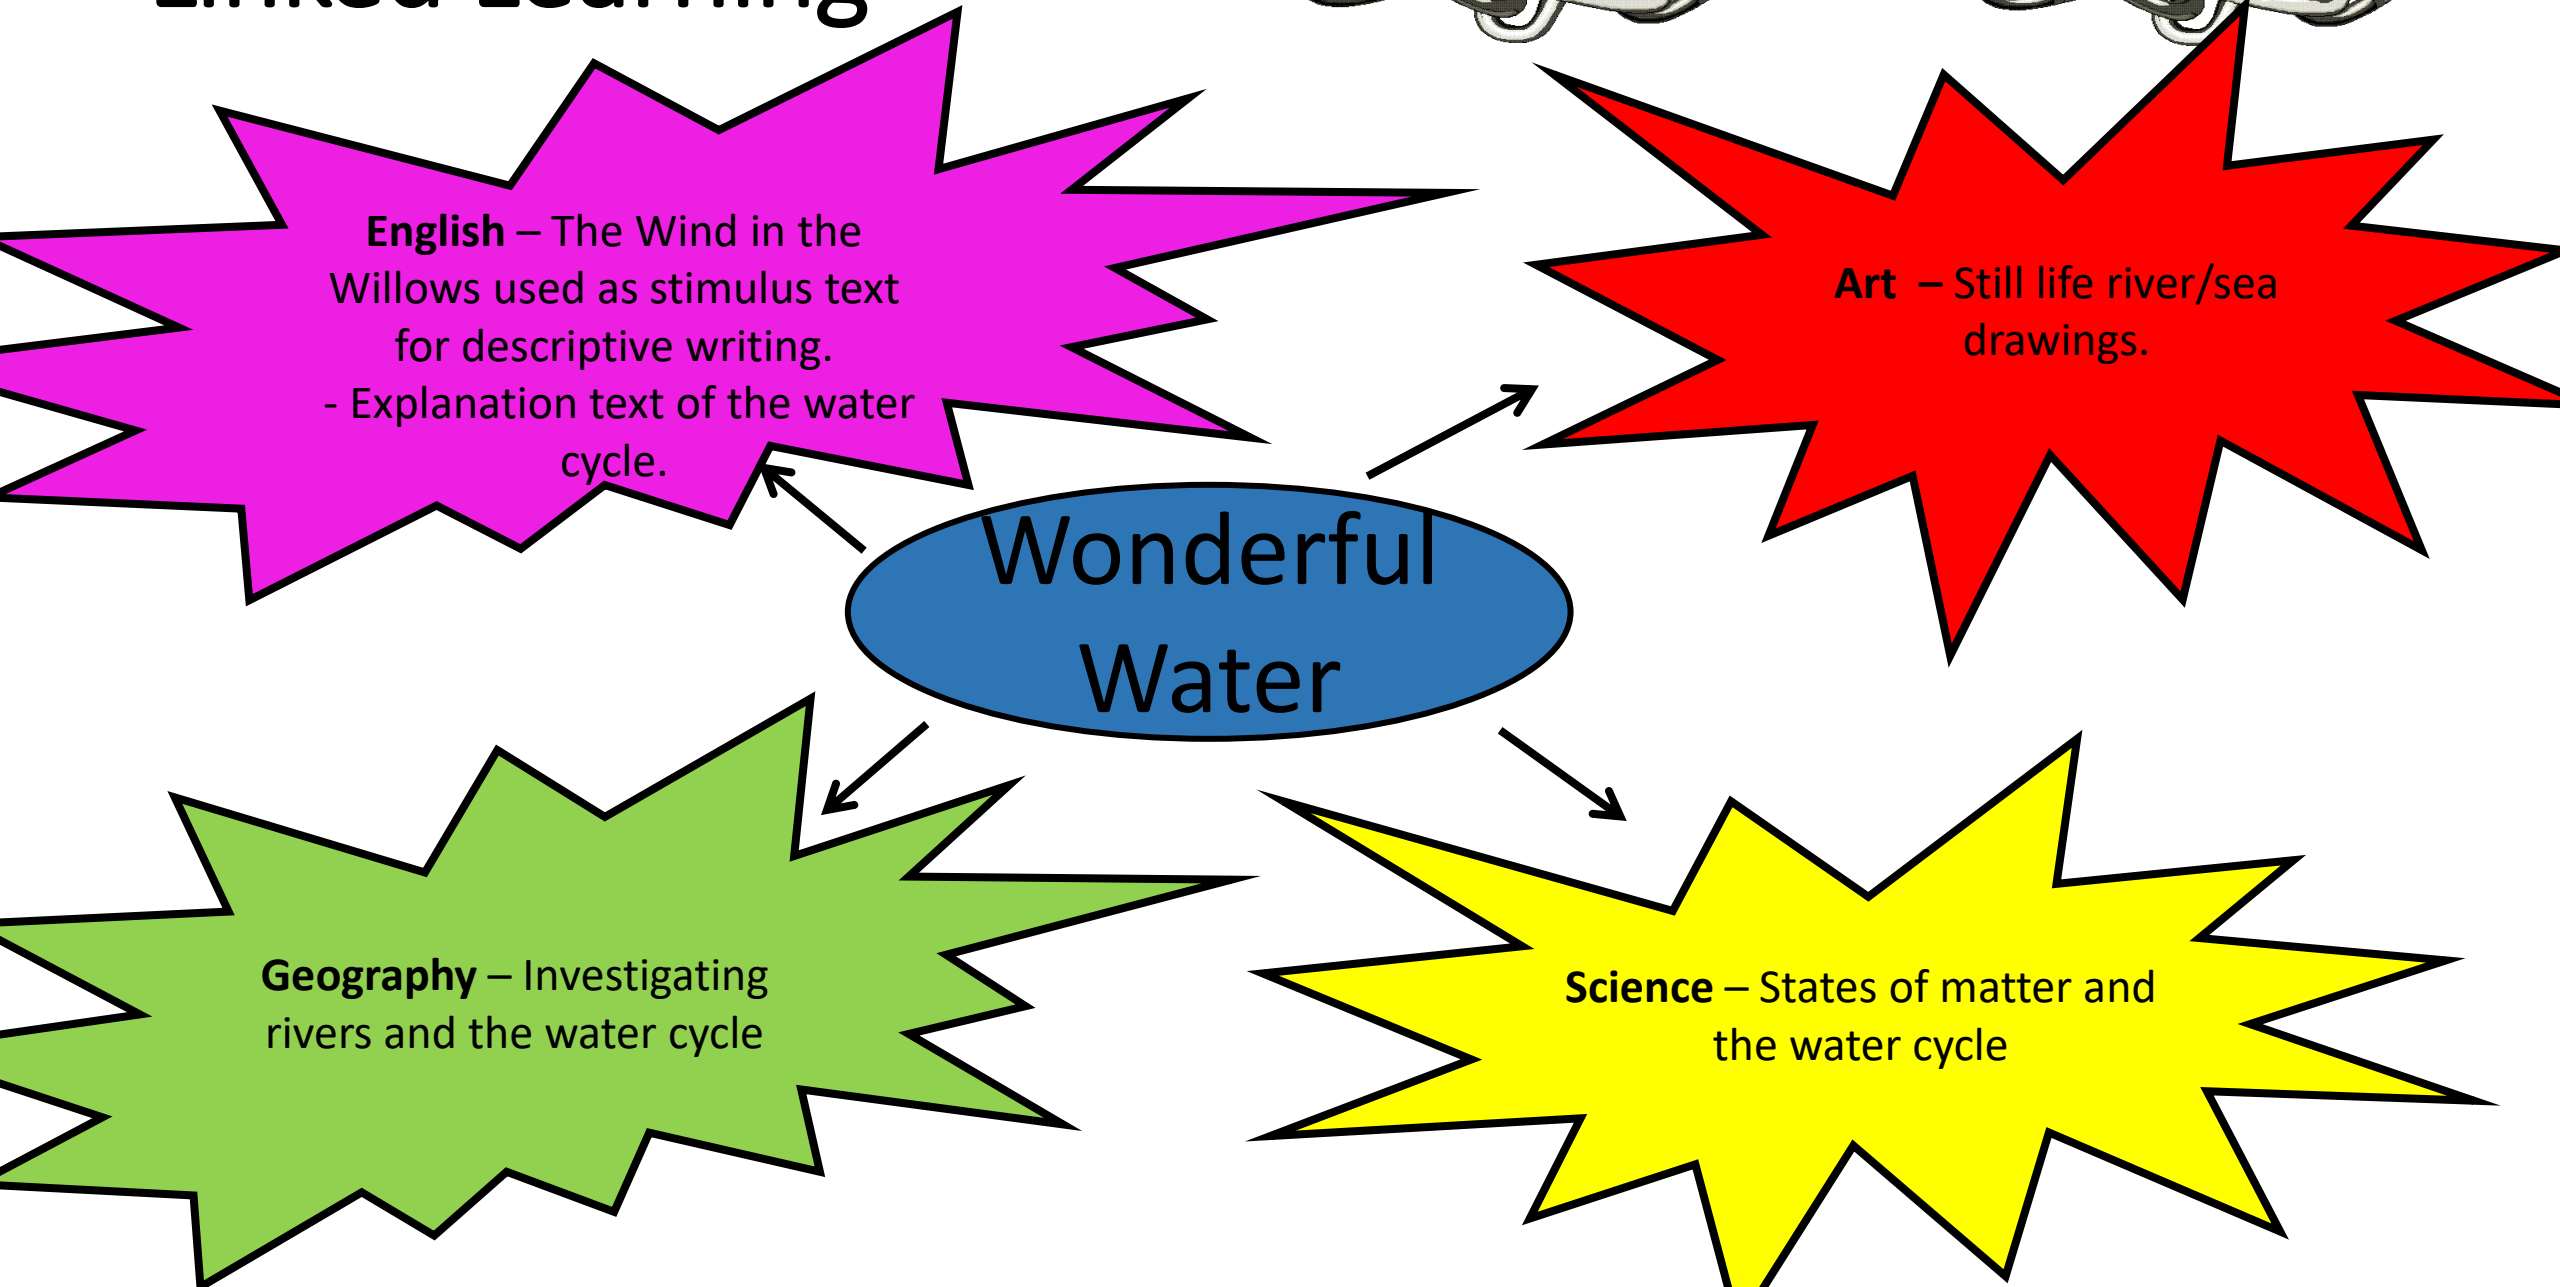 Linked Learning
English – The Wind in the
Willows used as stimulus text
for descriptive writing.
- Explanation text of the water
cycle.
Art – Still life river/sea
drawings.
Wonderful
Water
Geography – Investigating
rivers and the water cycle
Science – States of matter and
the water cycle